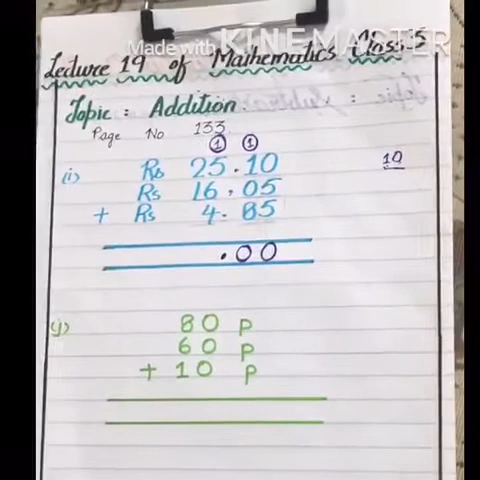 Made with KINEMASTER
Lecture 19 of Mathematics Class 5
Topic : Addition
Page No 133
1 1
(i) Rs 25.10 10
Rs 16.05
+ Rs 4.85
.00
(j) 80 P
60 P
+ 10 P